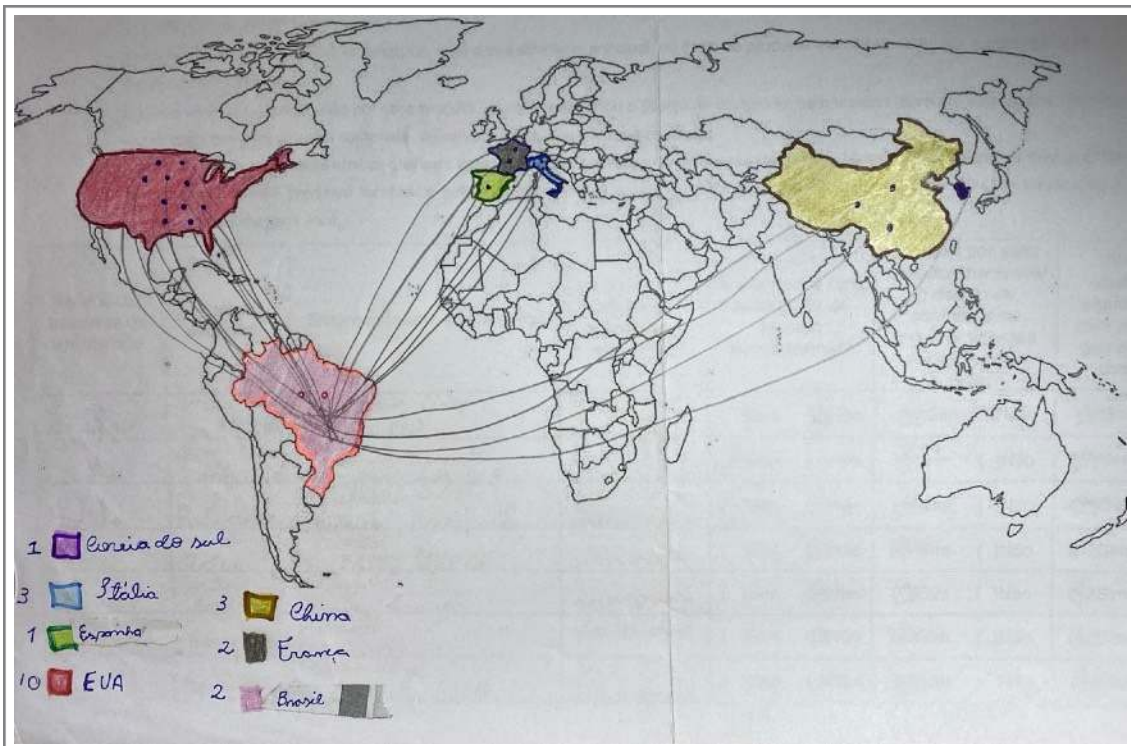 1 Coreia do sul
3 Itália
1 Espanha
10 EUA
3 China
2 França
2 Brasil